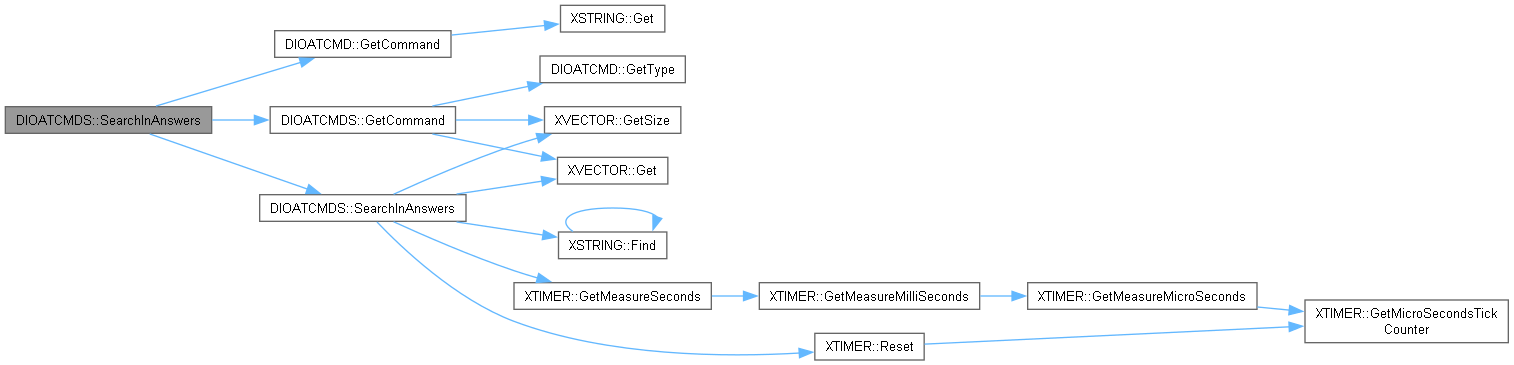 XSTRING::Get
DIOATCMD::GetCommand
DIOATCMD::GetType
DIOATCMDS::SearchInAnswers
DIOATCMDS::GetCommand
XVECTOR::GetSize
XVECTOR::Get
DIOATCMDS::SearchInAnswers
XSTRING::Find
XTIMER::GetMeasureSeconds
XTIMER::GetMeasureMilliSeconds
XTIMER::GetMeasureMicroSeconds
XTIMER::GetMicroSecondsTick
Counter
XTIMER::Reset